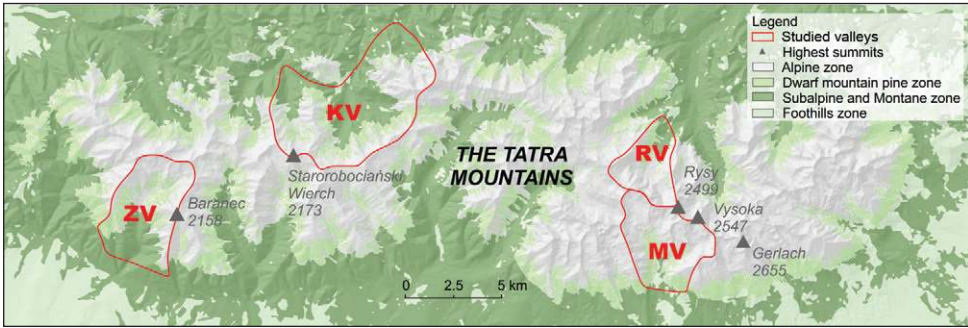 Legend
Studied valleys
Highest summits
Alpine zone
Dwarf mountain pine zone
Subalpine and Montane zone
Foothills zone
KV
THE TATRA
MOUNTAINS
RV
Starorobociański
Wierch
2173
Rysy
2499
ZV
Baranec
2158
Vysoka
2547
MV
Gerlach
2655
0 2.5 5 km